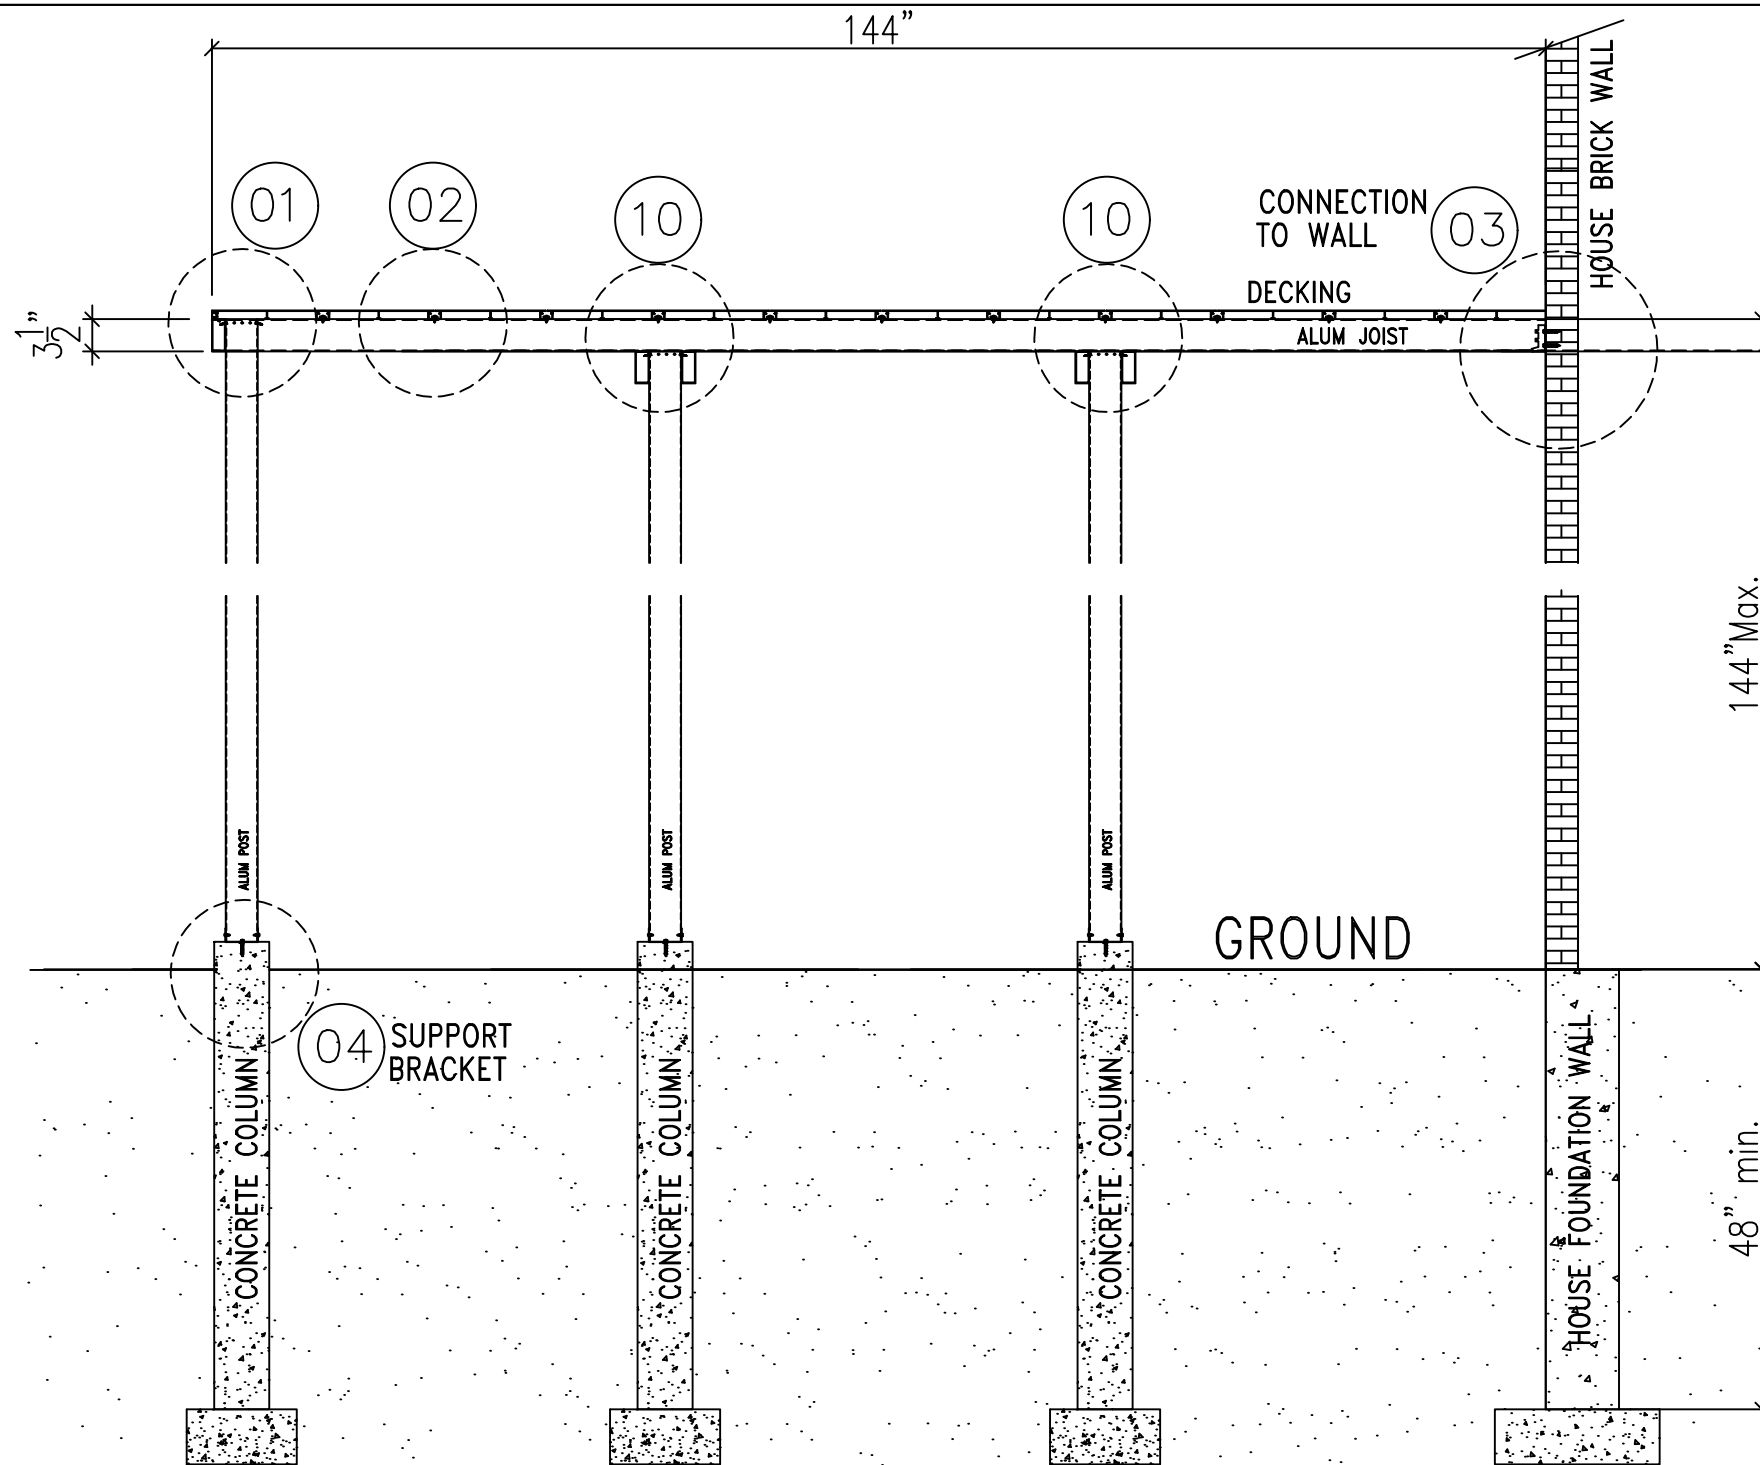 144"
HOUSE BRICK WALL
01
02
10
10
CONNECTION
TO WALL
03
DECKING
3 1/2"
ALUM JOIST
144" Max.
ALUM POST
ALUM POST
ALUM POST
GROUND
04
SUPPORT
BRACKET
CONCRETE COLUMN
CONCRETE COLUMN
CONCRETE COLUMN
HOUSE FOUNDATION WALL
48" min.